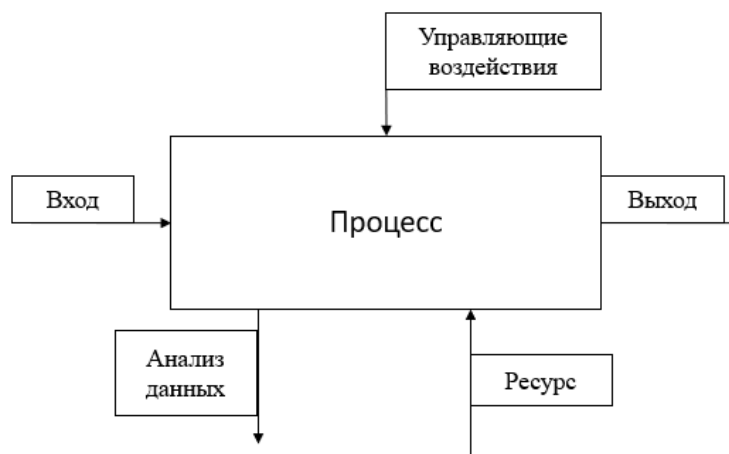 Управляющие
воздействия
Вход
Процесс
Выход
Анализ
данных
Ресурс